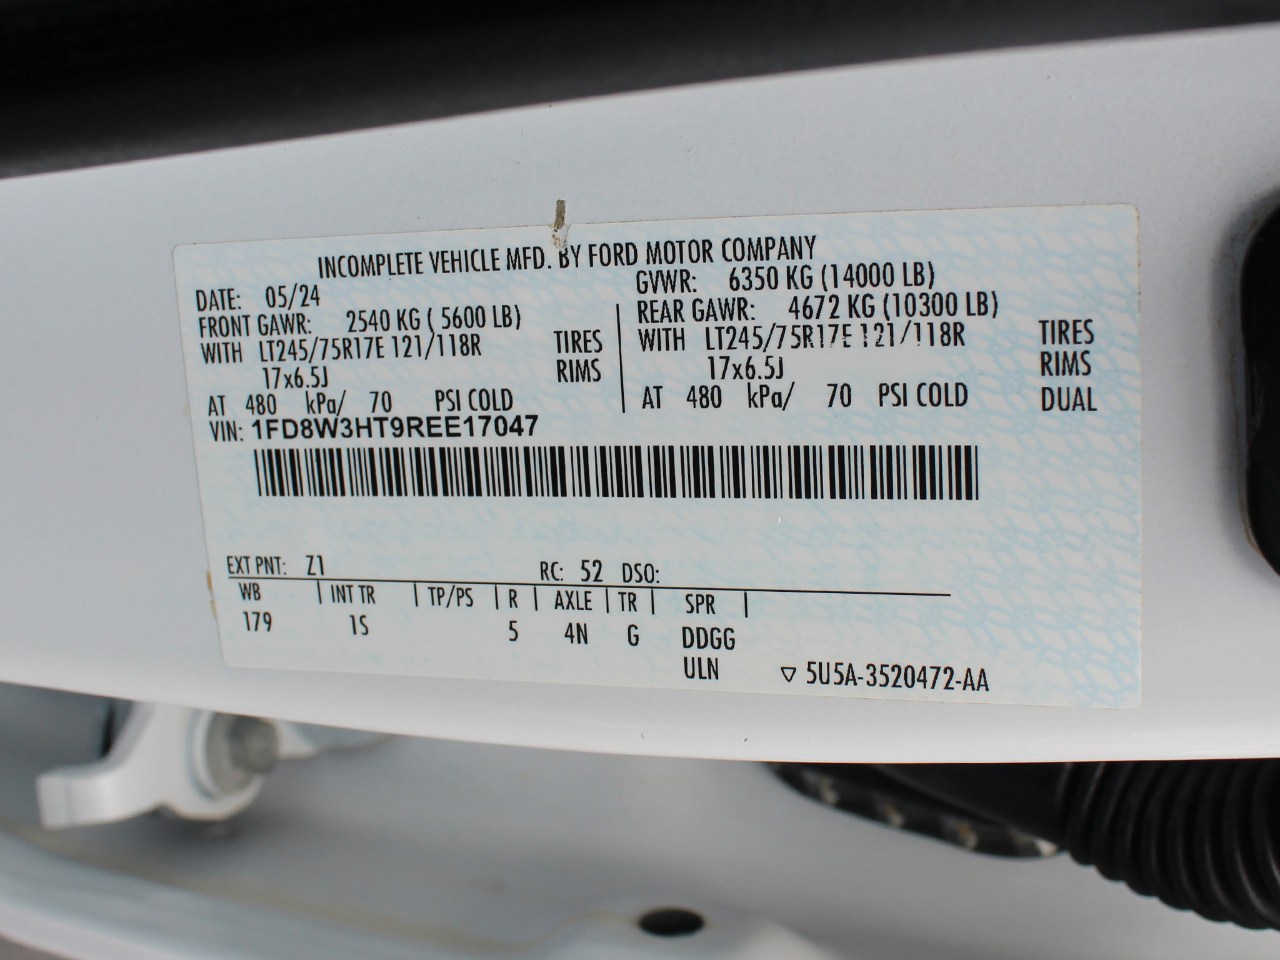 INCOMPLETE VEHICLE MFD. BY FORD MOTOR COMPANY
DATE: 05/24 GVWR: 6350 KG (14000 LB)
FRONT GAWR: 2540 KG ( 5600 LB) REAR GAWR: 4672 KG (10300 LB)
WITH LT245/75R17E 121/118R TIRES WITH LT245/75R17E 121/118R TIRES
17x6.5J RIMS 17x6.5J RIMS
AT 480 kPa/ 70 PSI COLD AT 480 kPa/ 70 PSI COLD DUAL
VIN: 1FD8W3HT9REE17047
EXT PNT: Z1 RC: 52 DSO:
WB | INT TR | TP/PS | R | AXLE | TR | SPR |
179 1S 5 4N G DDGG
ULN ▽ 5U5A-3520472-AA